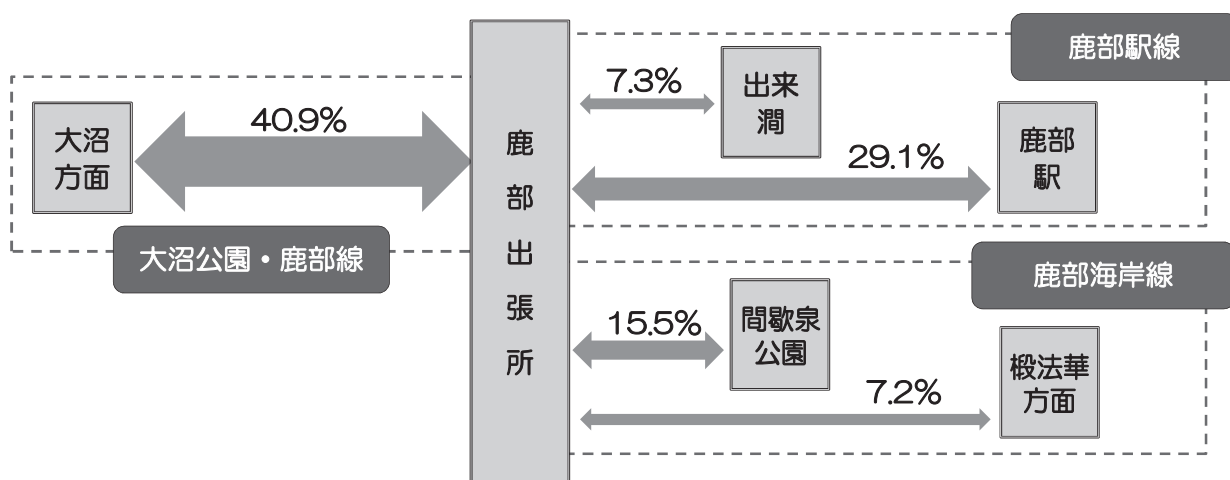 鹿部駅線
7.3%
出来
澗
40.9%
大沼
方面
鹿部出張所
29.1%
鹿部
駅
大沼公園・鹿部線
鹿部海岸線
15.5%
間歇泉
公園
7.2%
椴法華
方面